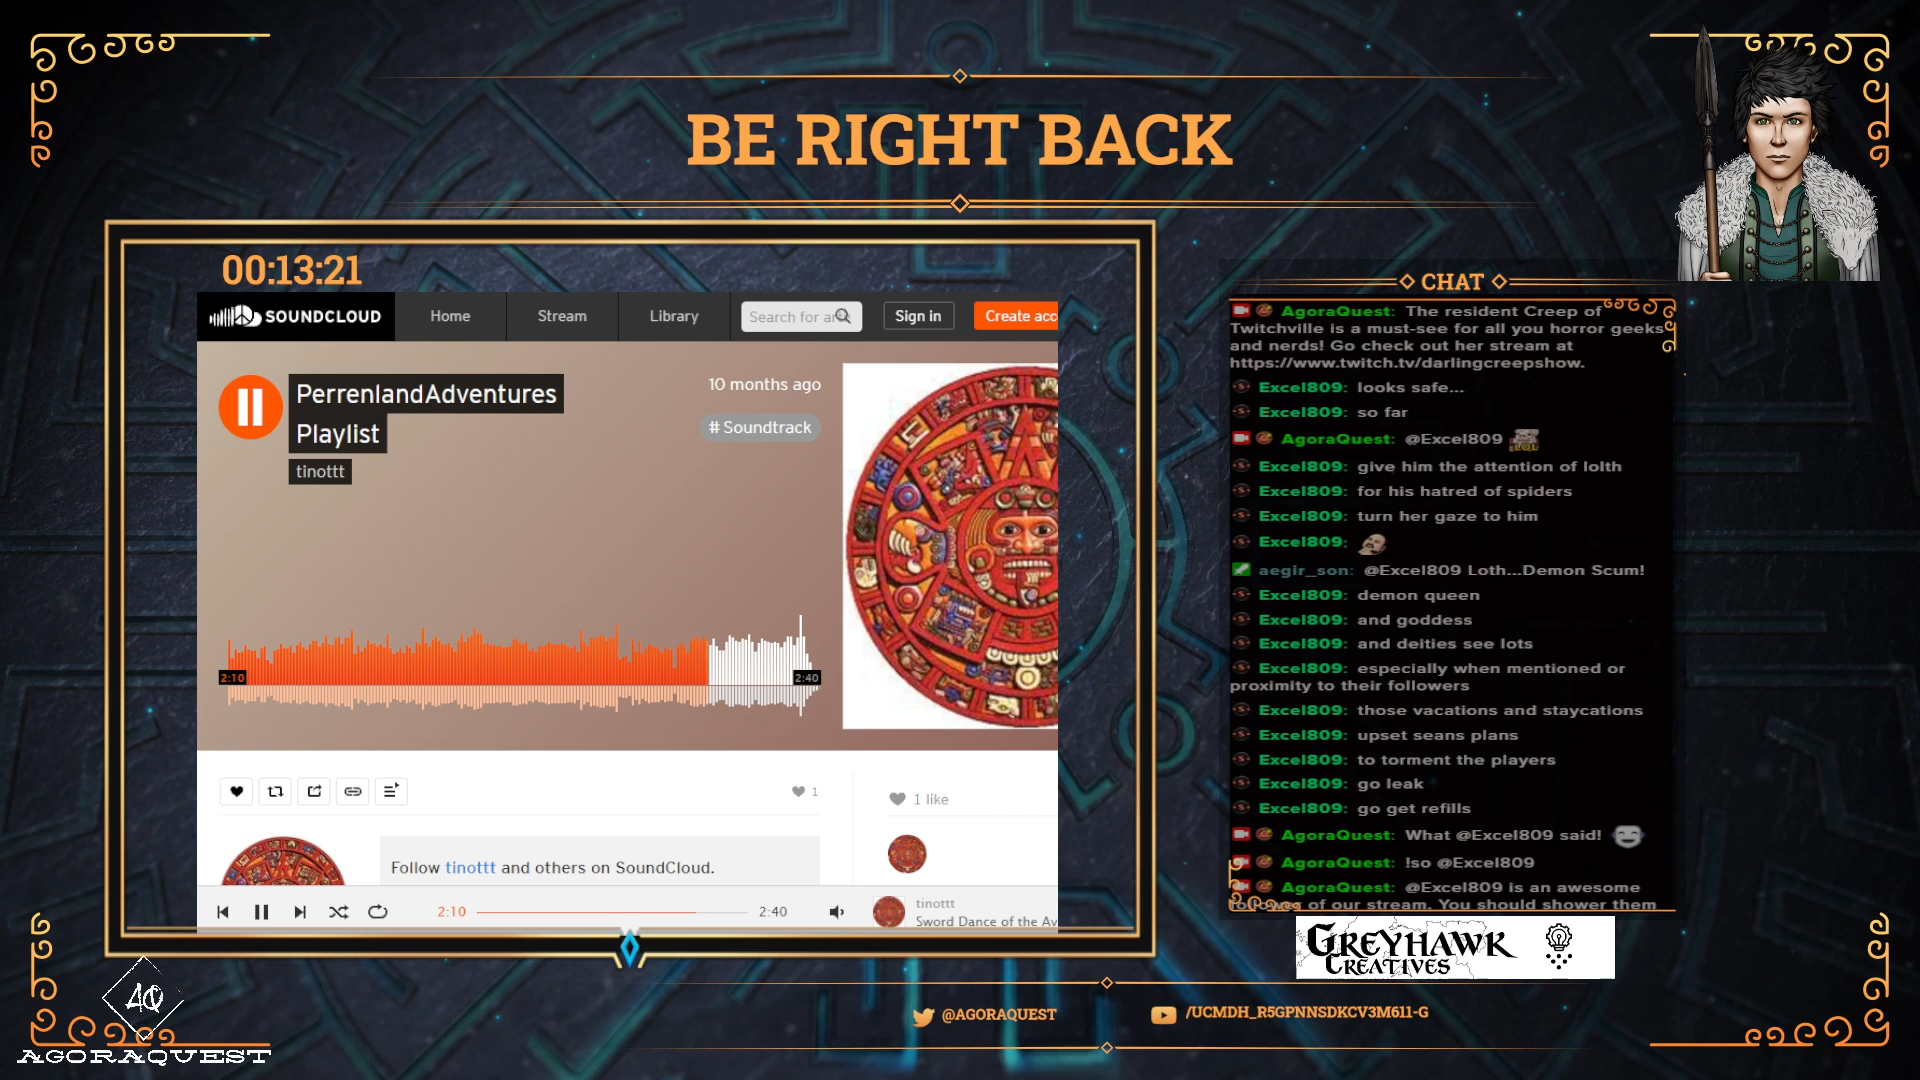 BE RIGHT BACK
00:13:21
SOUNDCLOUD
Home
Stream
Library
Search for ar
Sign in
Create acc
PerrenlandAdventures
Playlist
tinottt
10 months ago
# Soundtrack
2:10
2:40
1
1 like
Follow tinottt and others on SoundCloud.
2:10
2:40
tinottt
Sword Dance of the Av
CHAT
AgoraQuest: The resident Creep of
Twitchville is a must-see for all you horror geeks
and nerds! Go check out her stream at
https://www.twitch.tv/darlingcreepshow.
Excel809: looks safe...
Excel809: so far
AgoraQuest: @Excel809
Excel809: give him the attention of lolth
Excel809: for his hatred of spiders
Excel809: turn her gaze to him
Excel809:
aegir_son: @Excel809 Loth...Demon Scum!
Excel809: demon queen
Excel809: and goddess
Excel809: and deities see lots
Excel809: especially when mentioned or
proximity to their followers
Excel809: those vacations and staycations
Excel809: upset seans plans
Excel809: to torment the players
Excel809: go leak
Excel809: go get refills
AgoraQuest: What @Excel809 said!
AgoraQuest: !so @Excel809
AgoraQuest: @Excel809 is an awesome
follower of our stream. You should shower them
GREYHAWK
CREATIVES
@AGORAQUEST
/UCMDH_R5GPNNSDKCV3M611-G
AQ
AGORAQUEST